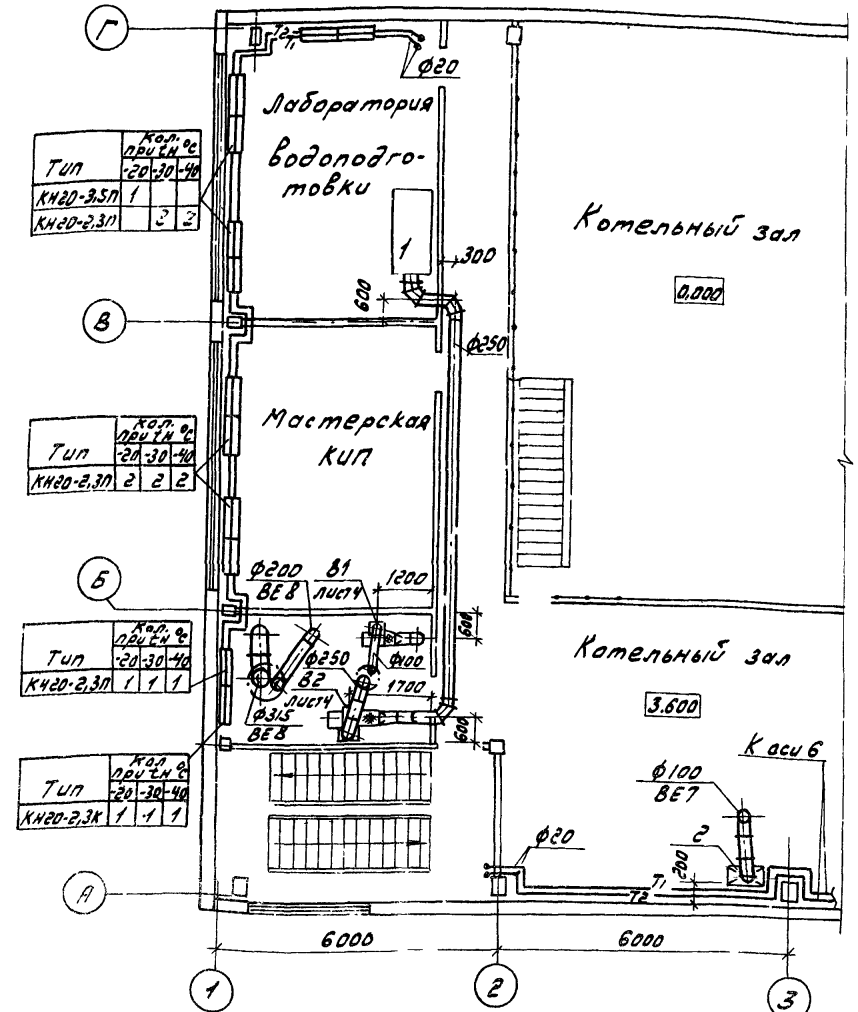 Г
Т2
Т1
ф20
Лаборатория
водоподго-
товки
Котельный зал
0,000
Тип
Кол.
при tн °С
-20 -30 -40
КН20-3,5П 1
КН20-2,3П 2 2
1
300
600
В
ф250
Мастерская
КИП
Тип
Кол.
при tн °С
-20 -30 -40
КН20-2,3П 2 2 2
Б
ф200
ВЕ8
В1
лист4
1200
600
Котельный зал
3.600
Тип
Кол.
при tн °С
-20 -30 -40
КН20-2,3П 1 1 1
ф250
ф100
В2
лист4
1700
ф315
ВЕ8
600
К оси 6
Тип
Кол.
при tн °С
-20 -30 -40
КН20-2,3К 1 1 1
ф100
ВЕ7
ф20
2
200
Т1
Т2
А
6000
6000
1
2
3